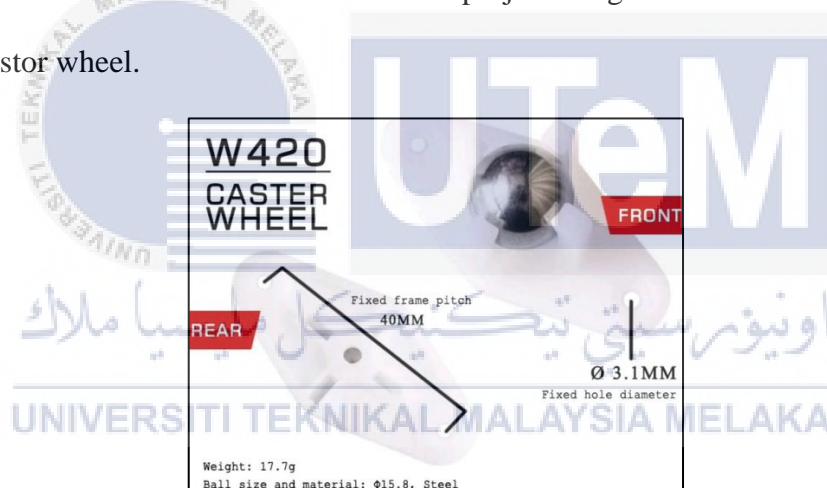 stor wheel.
UTeM
W420
CASTER
WHEEL
FRONT
Fixed frame pitch
40MM
REAR
Ø 3.1MM
Fixed hole diameter
UNIVERSITI TEKNIKAL MALAYSIA MELAKA
Weight: 17.7g
Ball size and material: Φ15.8, Steel